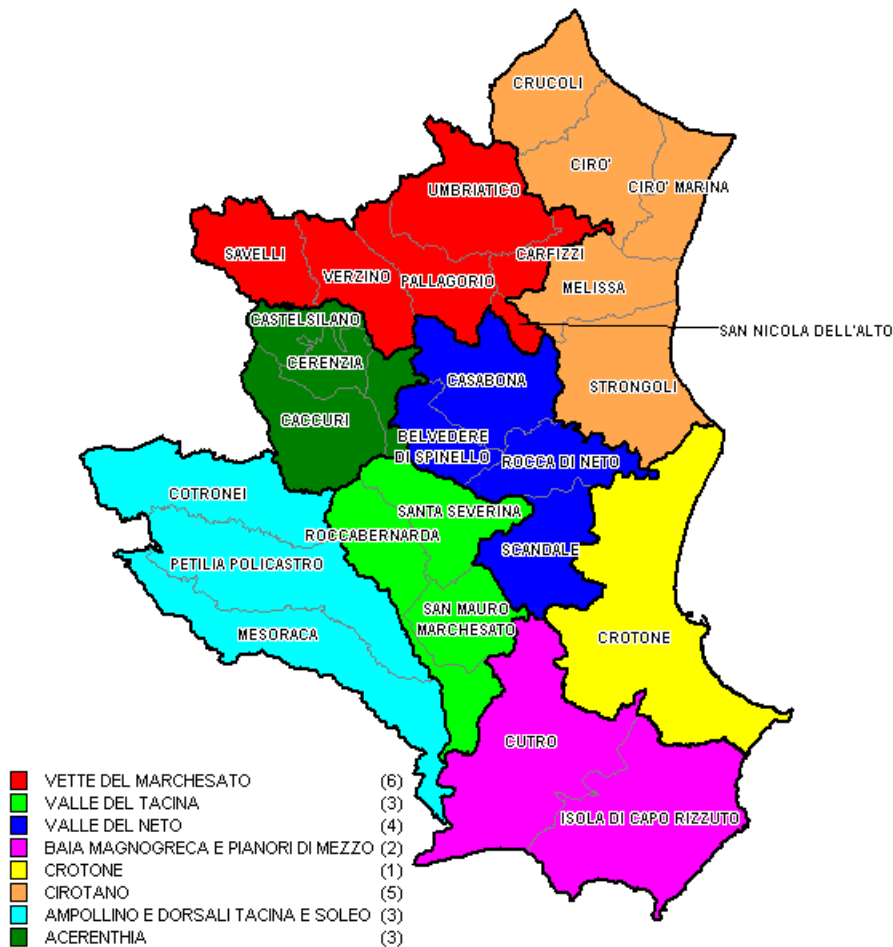 CRUCOLI
CIRO'
CIRO' MARINA
UMBRIATICO
SAVELLI
VERZINO
CARFIZZI
PALLAGORIO
MELISSA
CASTELSILANO
SAN NICOLA DELL'ALTO
CERENZIA
CASABONA
STRONGOLI
CACCURI
BELVEDERE
DI SPINELLO
ROCCA DI NETO
COTRONEI
SANTA SEVERINA
ROCCABERNARDA
SCANDALE
PETILIA POLICASTRO
SAN MAURO
MARCHESATO
MESORACA
CROTONE
CUTRO
ISOLA DI CAPO RIZZUTO
VETTE DEL MARCHESATO (6)
VALLE DEL TACINA (3)
VALLE DEL NETO (4)
BAIA MAGNOGRECA E PIANORI DI MEZZO (2)
CROTONE (1)
CIROTANO (5)
AMPOLLINO E DORSALI TACINA E SOLEO (3)
ACERENTHIA (3)